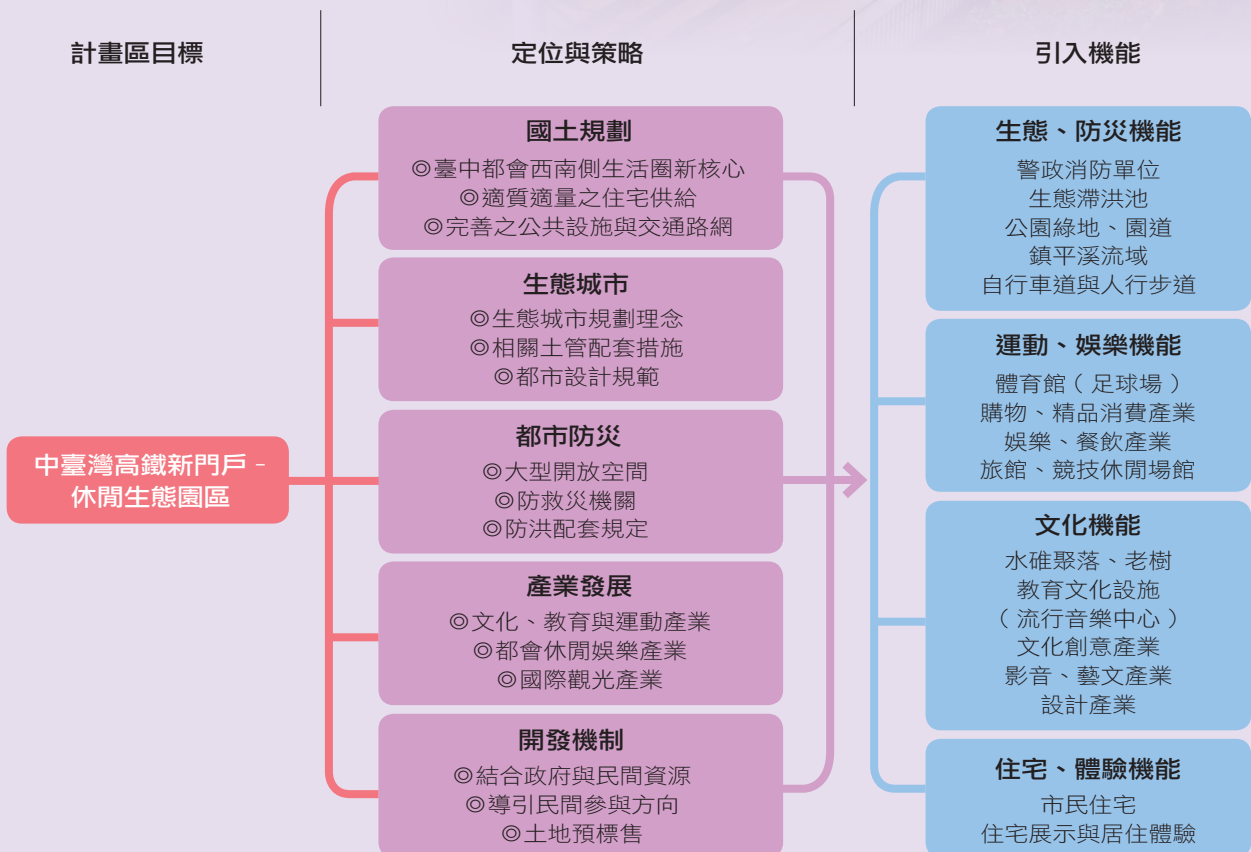 計畫區目標
定位與策略
引入機能
中臺灣高鐵新門戶－
休閒生態園區
國土規劃
◎臺中都會西南側生活圈新核心
◎適質適量之住宅供給
◎完善之公共設施與交通路網
生態城市
◎生態城市規劃理念
◎相關土管配套措施
◎都市設計規範
都市防災
◎大型開放空間
◎防救災機關
◎防洪配套規定
產業發展
◎文化、教育與運動產業
◎都會休閒娛樂產業
◎國際觀光產業
開發機制
◎結合政府與民間資源
◎導引民間參與方向
◎土地預標售
生態、防災機能
警政消防單位
生態滯洪池
公園綠地、園道
鎮平溪流域
自行車道與人行步道
運動、娛樂機能
體育館（足球場）
購物、精品消費產業
娛樂、餐飲產業
旅館、競技休閒場館
文化機能
水碓聚落、老樹
教育文化設施
（流行音樂中心）
文化創意產業
影音、藝文產業
設計產業
住宅、體驗機能
市民住宅
住宅展示與居住體驗